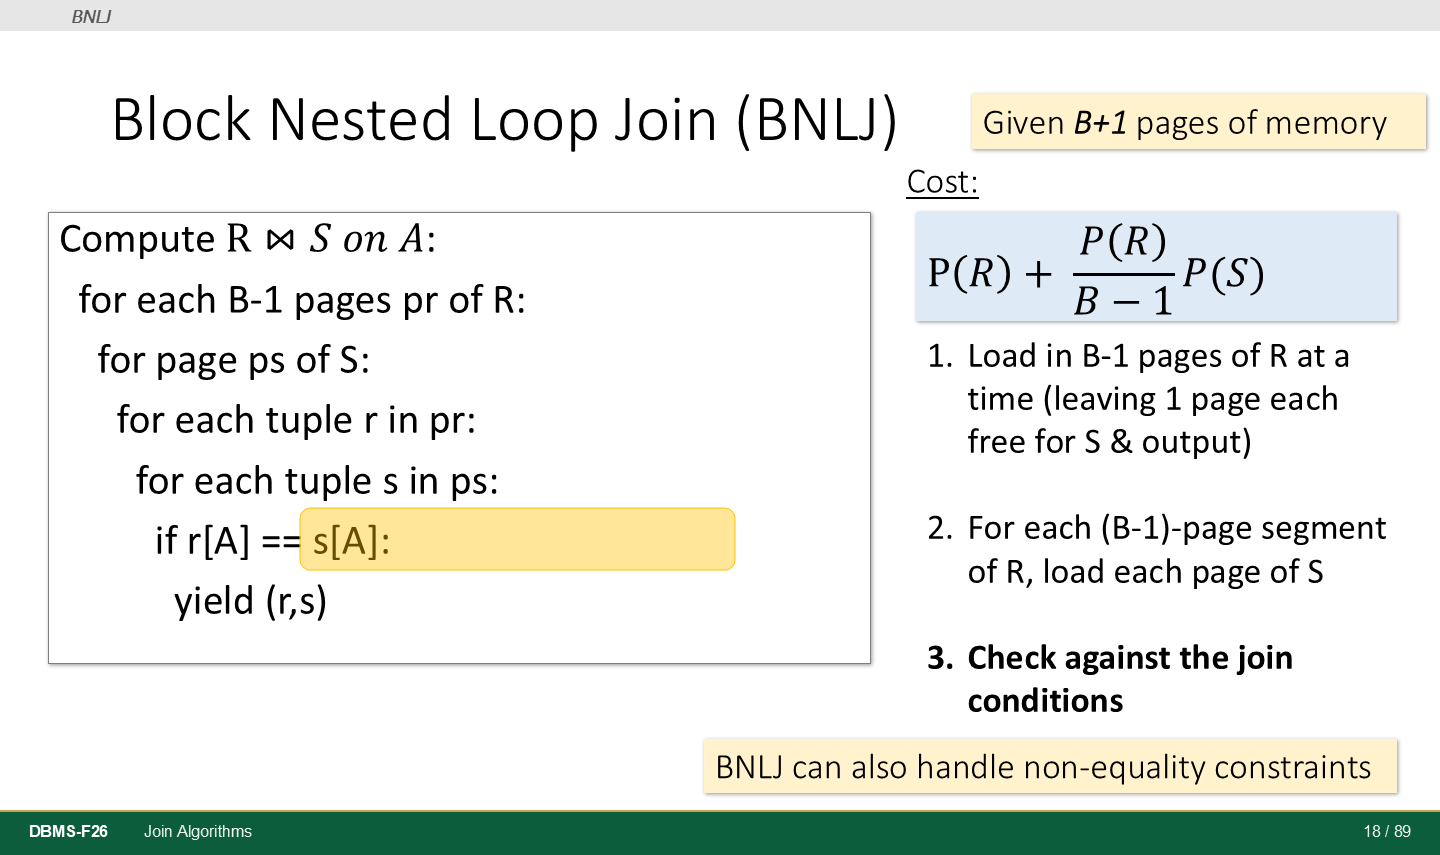 BNLJ
Block Nested Loop Join (BNLJ)
Given B+1 pages of memory
Compute R ⋈ S on A:
for each B-1 pages pr of R:
for page ps of S:
for each tuple r in pr:
for each tuple s in ps:
if r[A] == s[A]:
yield (r,s)
Cost:
P(R) + \frac{P(R)}{B − 1} P(S)
1. Load in B-1 pages of R at a
time (leaving 1 page each
free for S & output)
2. For each (B-1)-page segment
of R, load each page of S
3. Check against the join
conditions
BNLJ can also handle non-equality constraints
DBMS-F26 Join Algorithms 18 / 89